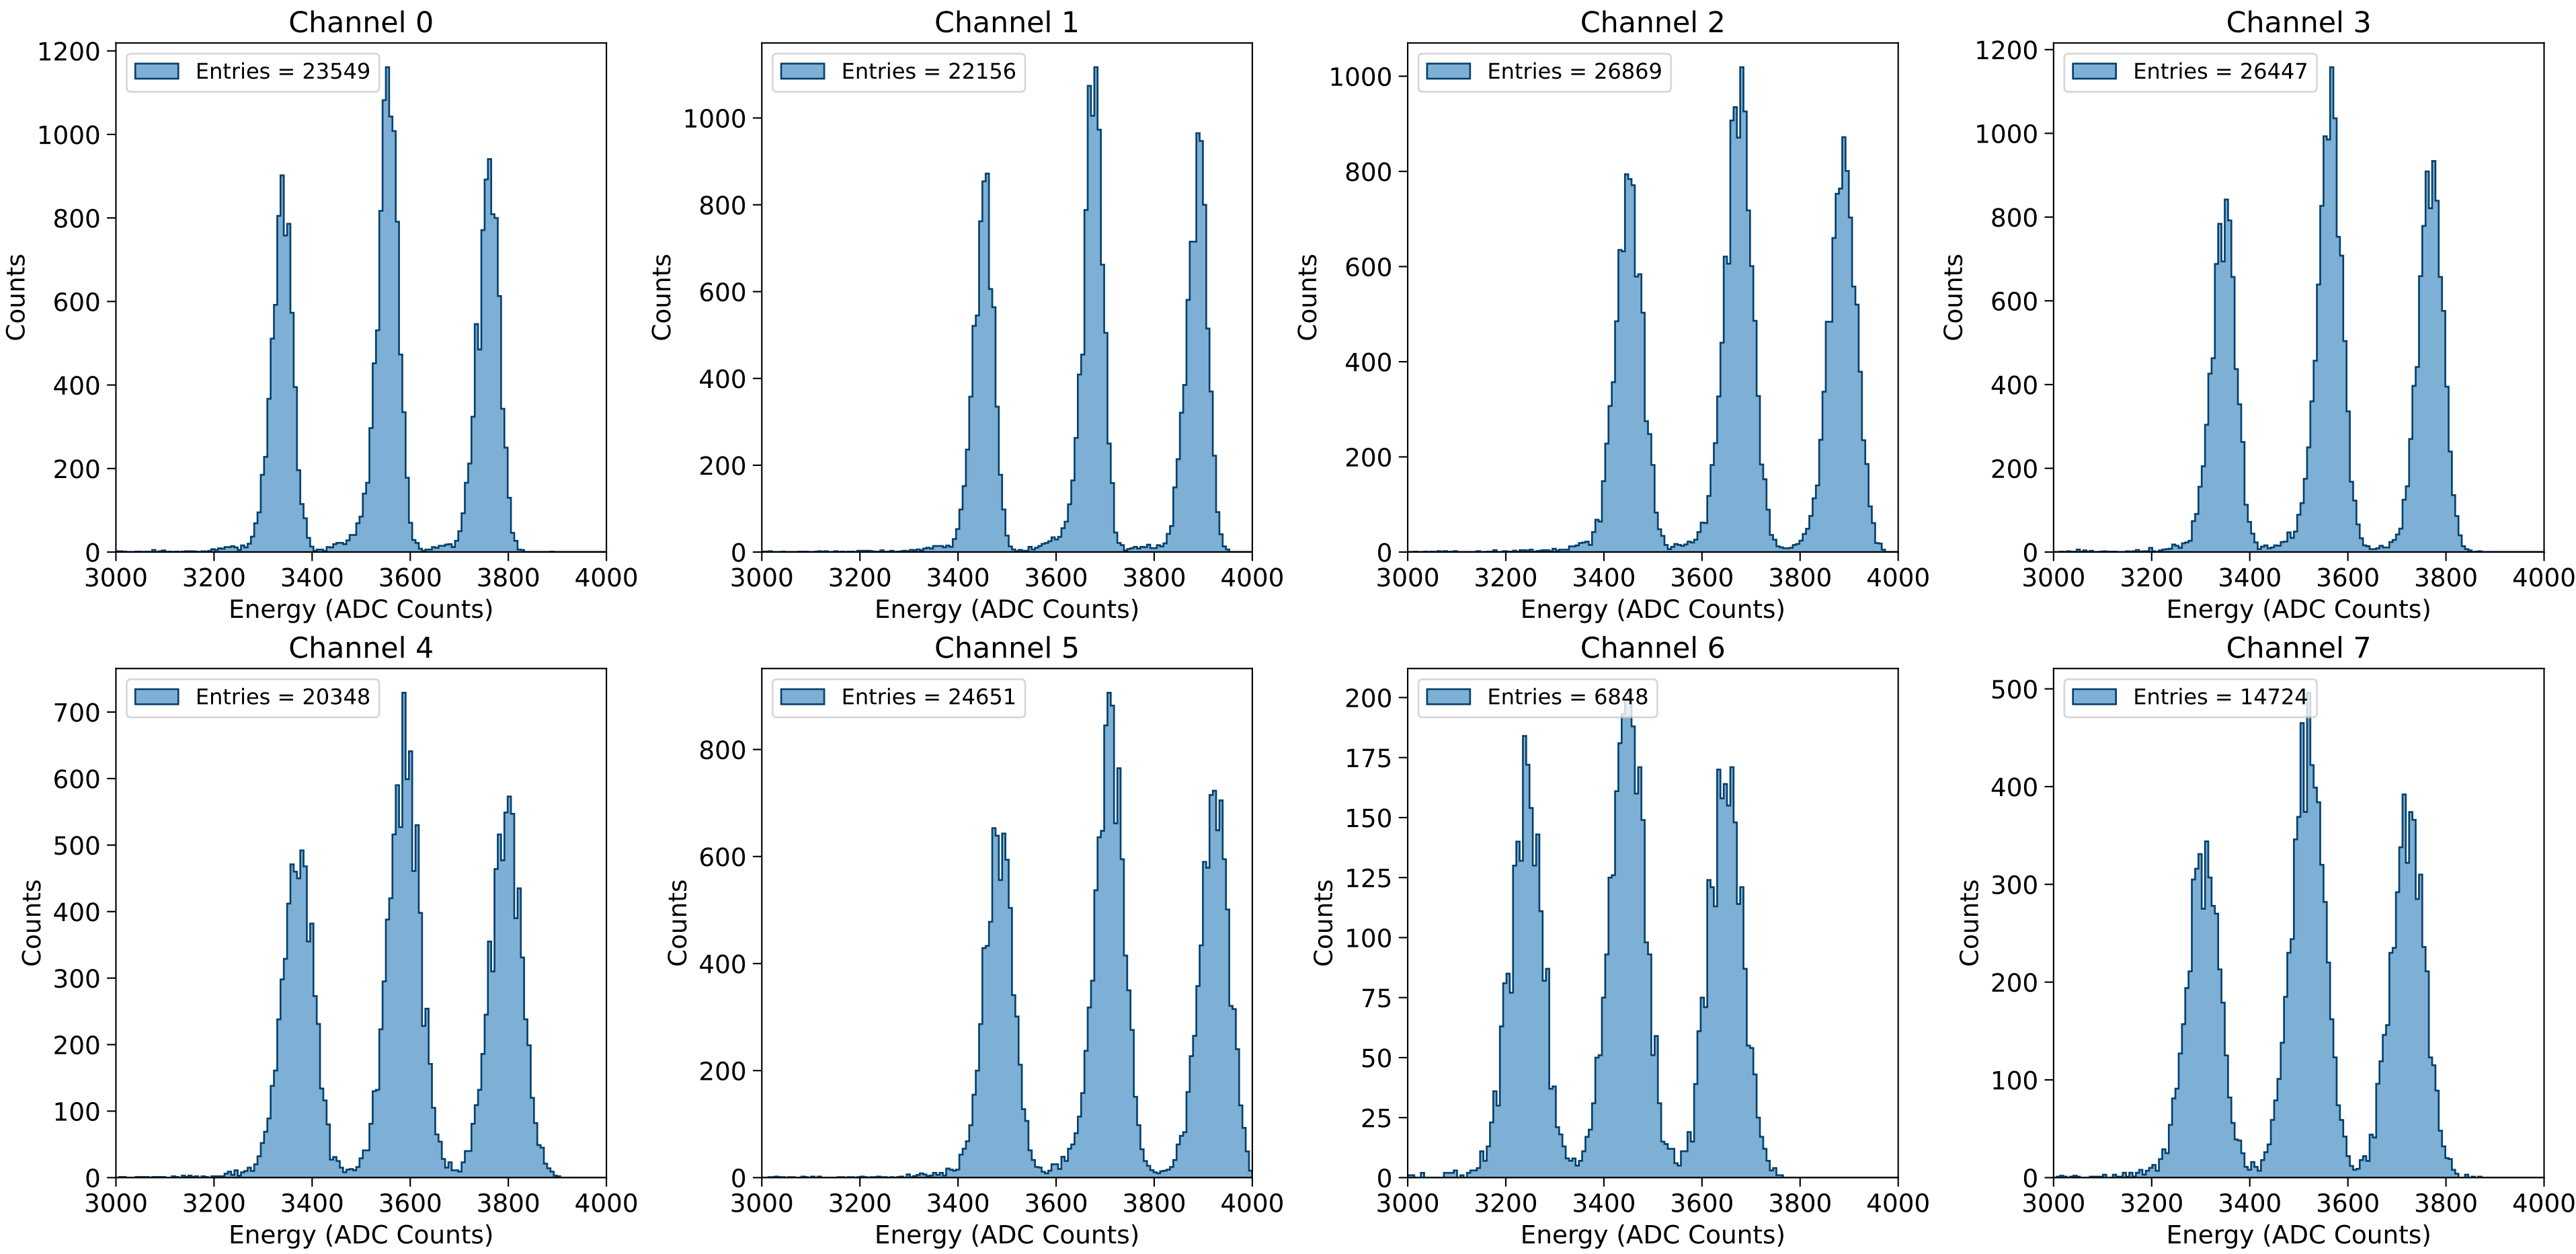 Channel 0
Entries = 23549
Counts
1200
1000
800
600
400
200
0
3000 3200 3400 3600 3800 4000
Energy (ADC Counts)
Channel 1
Entries = 22156
Counts
1000
800
600
400
200
0
3000 3200 3400 3600 3800 4000
Energy (ADC Counts)
Channel 2
Entries = 26869
Counts
1000
800
600
400
200
0
3000 3200 3400 3600 3800 4000
Energy (ADC Counts)
Channel 3
Entries = 26447
Counts
1200
1000
800
600
400
200
0
3000 3200 3400 3600 3800 4000
Energy (ADC Counts)
Channel 4
Entries = 20348
Counts
700
600
500
400
300
200
100
0
3000 3200 3400 3600 3800 4000
Energy (ADC Counts)
Channel 5
Entries = 24651
Counts
800
600
400
200
0
3000 3200 3400 3600 3800 4000
Energy (ADC Counts)
Channel 6
Entries = 6848
Counts
200
175
150
125
100
75
50
25
0
3000 3200 3400 3600 3800 4000
Energy (ADC Counts)
Channel 7
Entries = 14724
Counts
500
400
300
200
100
0
3000 3200 3400 3600 3800 4000
Energy (ADC Counts)